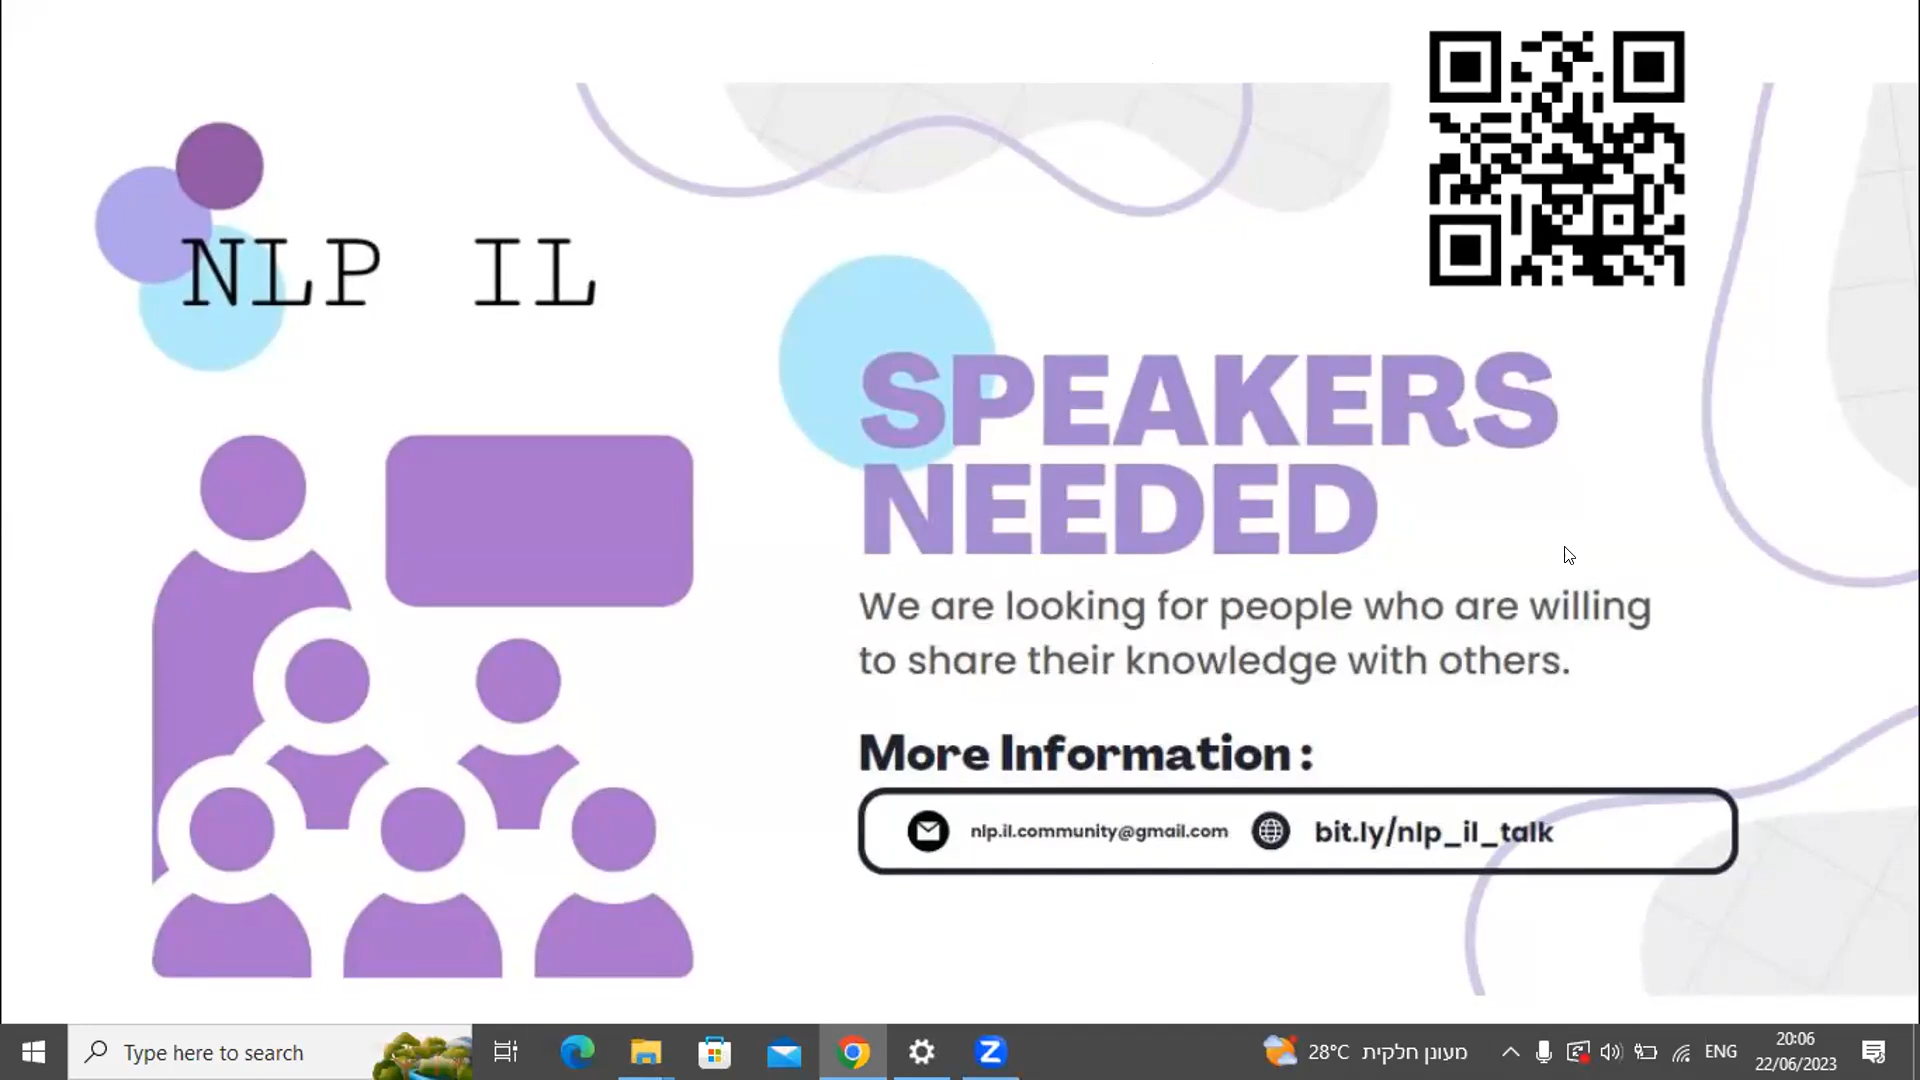 NLP IL
SPEAKERS
NEEDED
We are looking for people who are willing
to share their knowledge with others.
More Information :
nlp.il.community@gmail.com bit.ly/nlp_il_talk
Type here to search
28°C מעונן חלקית
ENG
20:06
22/06/2023